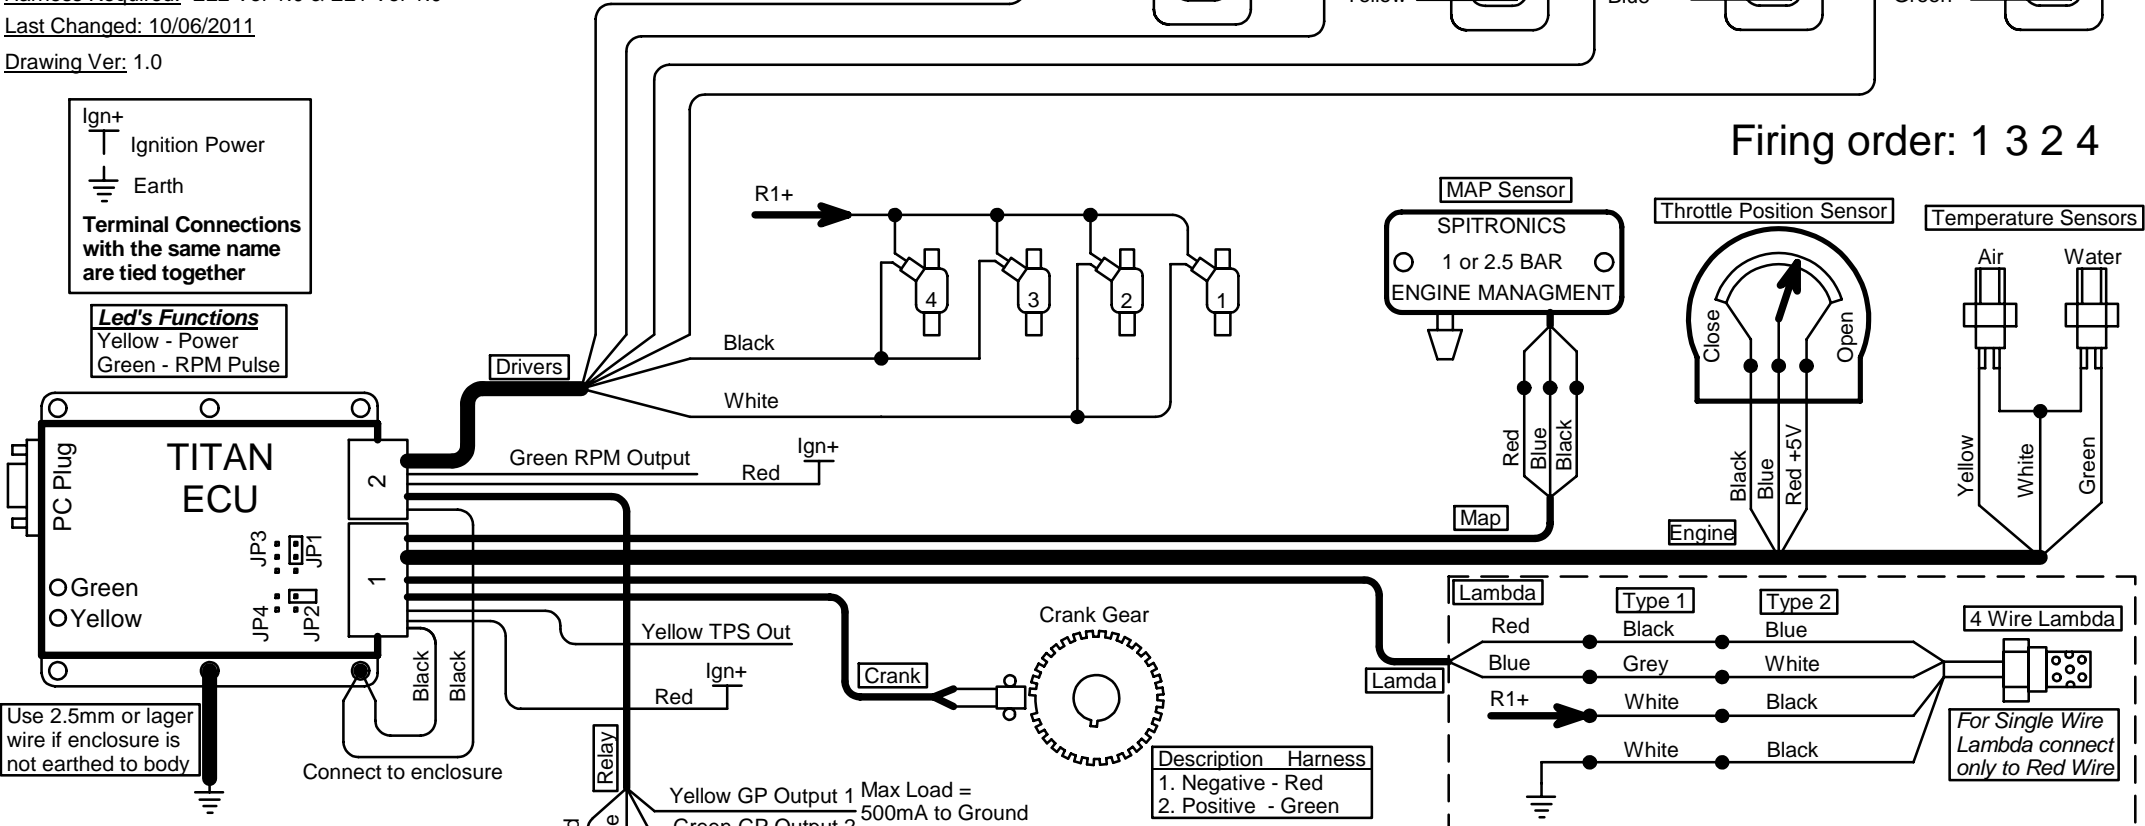 Last Changed: 10/06/2011
Drawing Ver: 1.0
Ign+
Ignition Power
Earth
Terminal Connections
with the same name
are tied together
Led's Functions
Yellow - Power
Green - RPM Pulse
Firing order: 1 3 2 4
R1+
4
3
2
1
Black
White
Drivers
MAP Sensor
SPITRONICS
1 or 2.5 BAR
ENGINE MANAGMENT
Red
Blue
Black
Map
Throttle Position Sensor
Close
Open
Black
Blue
Red +5V
Engine
Temperature Sensors
Air
Water
Yellow
White
Green
PC Plug
TITAN
ECU
2
1
JP3
JP1
JP4
JP2
Green
Yellow
Green RPM Output
Red
Ign+
Yellow TPS Out
Ign+
Red
Black
Black
Use 2.5mm or lager
wire if enclosure is
not earthed to body
Connect to enclosure
Relay
Crank
Crank Gear
Description Harness
1. Negative - Red
2. Positive - Green
Yellow GP Output 1
Max Load =
500mA to Ground
Lamda
Lambda
Type 1
Type 2
Red
Black
Blue
Blue
Grey
White
R1+
White
Black
White
Black
4 Wire Lambda
For Single Wire
Lambda connect
only to Red Wire